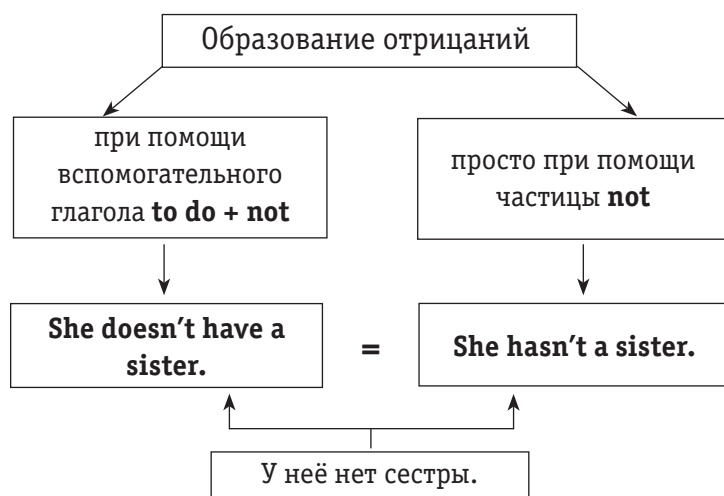 Образование отрицаний
при помощи
вспомогательного
глагола to do + not
просто при помощи
частицы not
She doesn't have a
sister.
=
She hasn't a sister.
У неё нет сестры.